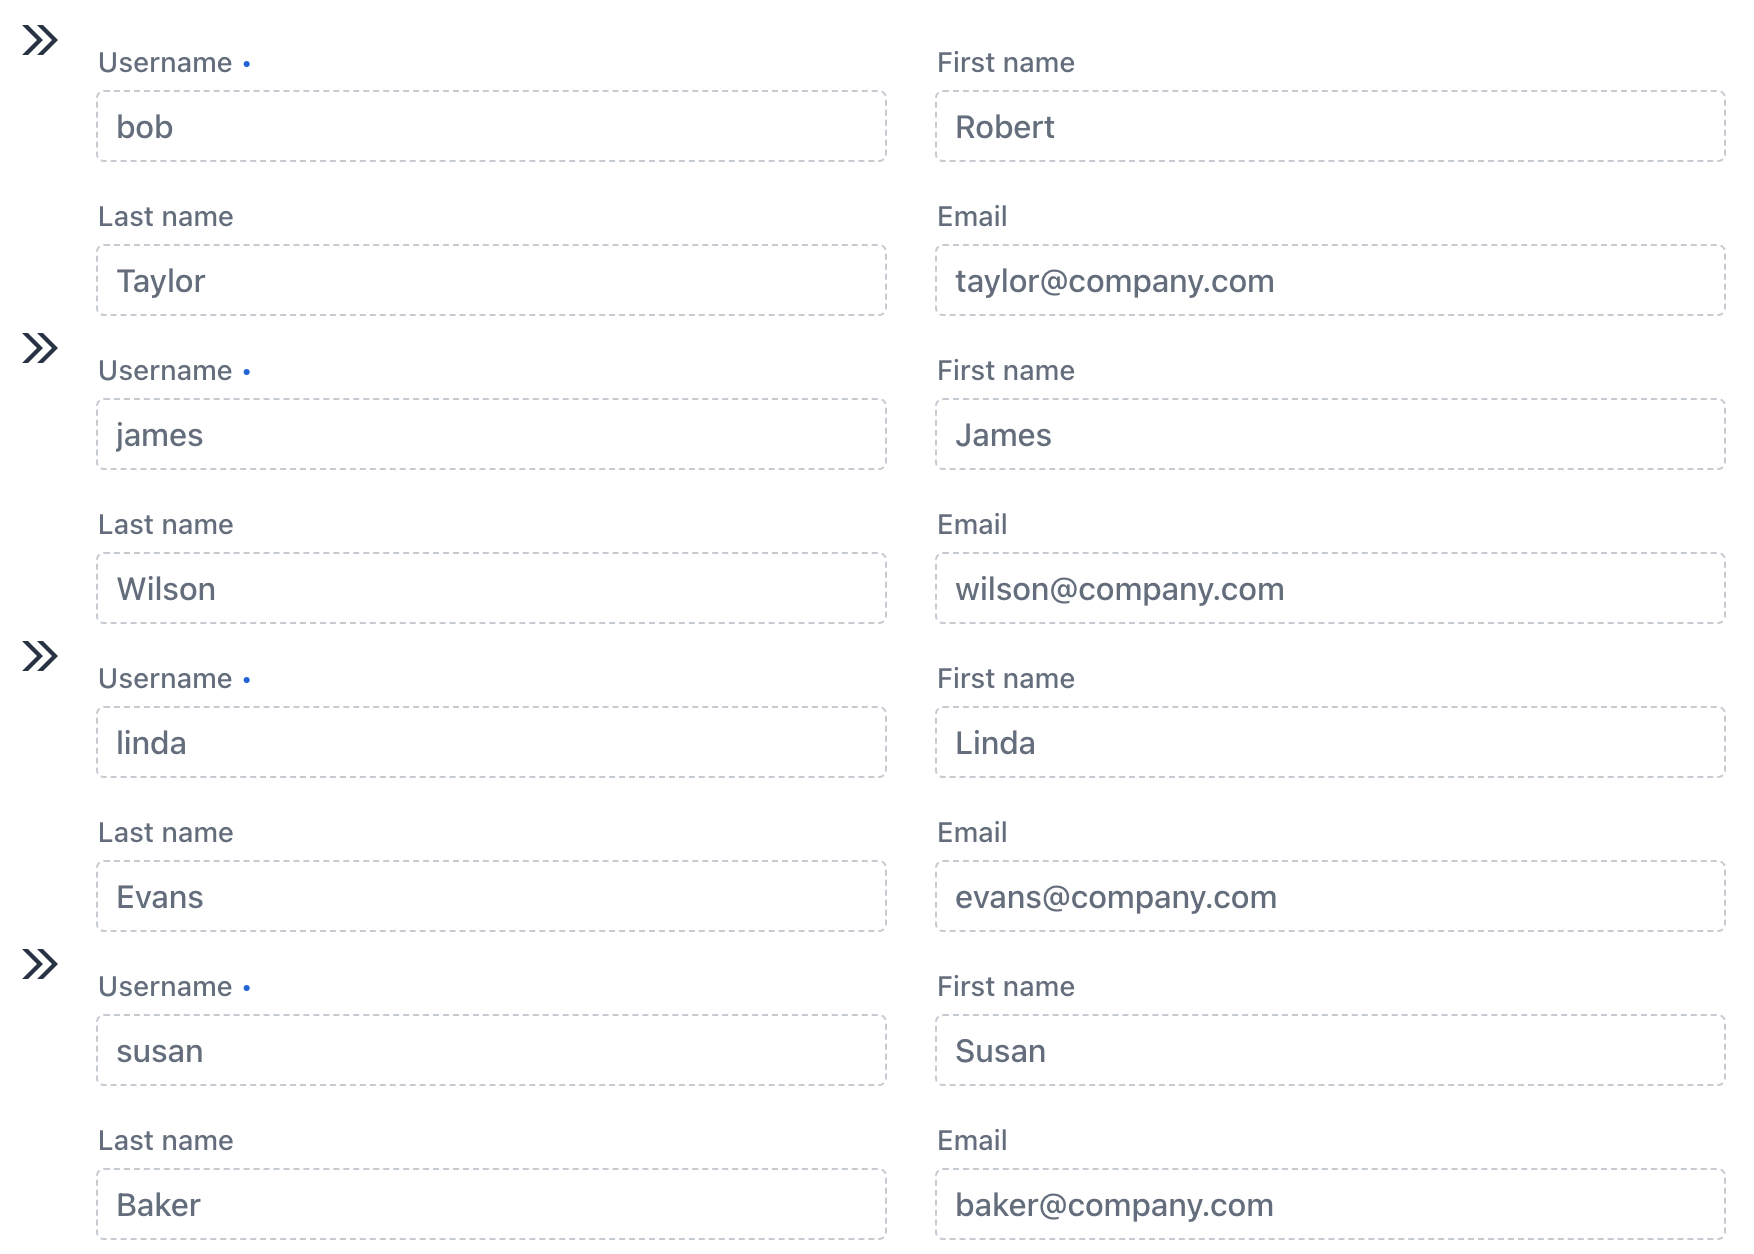 Username •
First name
bob
Robert
Last name
Email
Taylor
taylor@company.com
Username •
First name
james
James
Last name
Email
Wilson
wilson@company.com
Username •
First name
linda
Linda
Last name
Email
Evans
evans@company.com
Username •
First name
susan
Susan
Last name
Email
Baker
baker@company.com